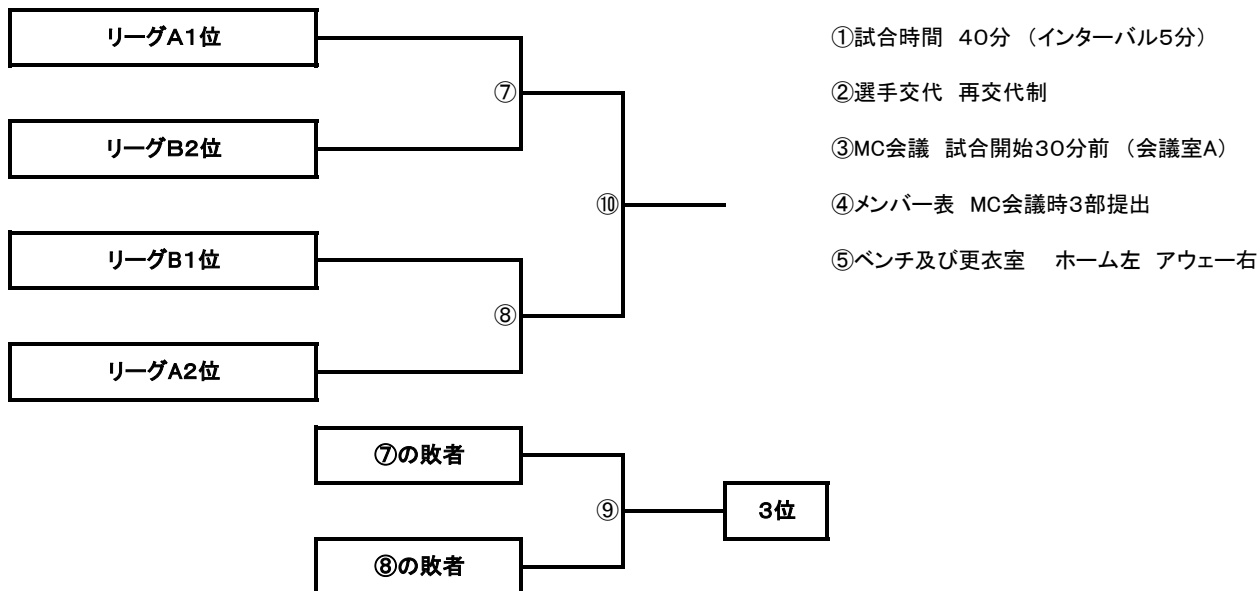 リーグA1位
①試合時間 40分 （インターバル5分）
⑦
②選手交代 再交代制
リーグB2位
③MC会議 試合開始30分前 （会議室A）
⑩
④メンバー表 MC会議時3部提出
リーグB1位
⑤ベンチ及び更衣室 ホーム左 アウェー右
⑧
リーグA2位
⑦の敗者
⑨
3位
⑧の敗者